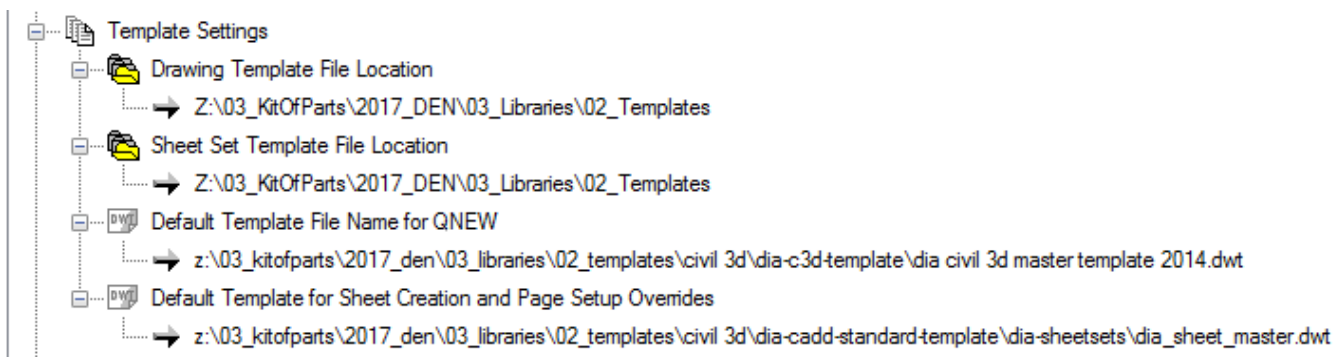 Template Settings
Drawing Template File Location
Z:\03_KitOfParts\2017_DEN\03_Libraries\02_Templates
Sheet Set Template File Location
Z:\03_KitOfParts\2017_DEN\03_Libraries\02_Templates
DWT Default Template File Name for QNEW
z:\03_kitofparts\2017_den\03_libraries\02_templates\civil 3d\dia-c3d-template\dia civil 3d master template 2014.dwt
DWT Default Template for Sheet Creation and Page Setup Overrides
z:\03_kitofparts\2017_den\03_libraries\02_templates\civil 3d\dia-cadd-standard-template\dia-sheetsets\dia_sheet_master.dwt